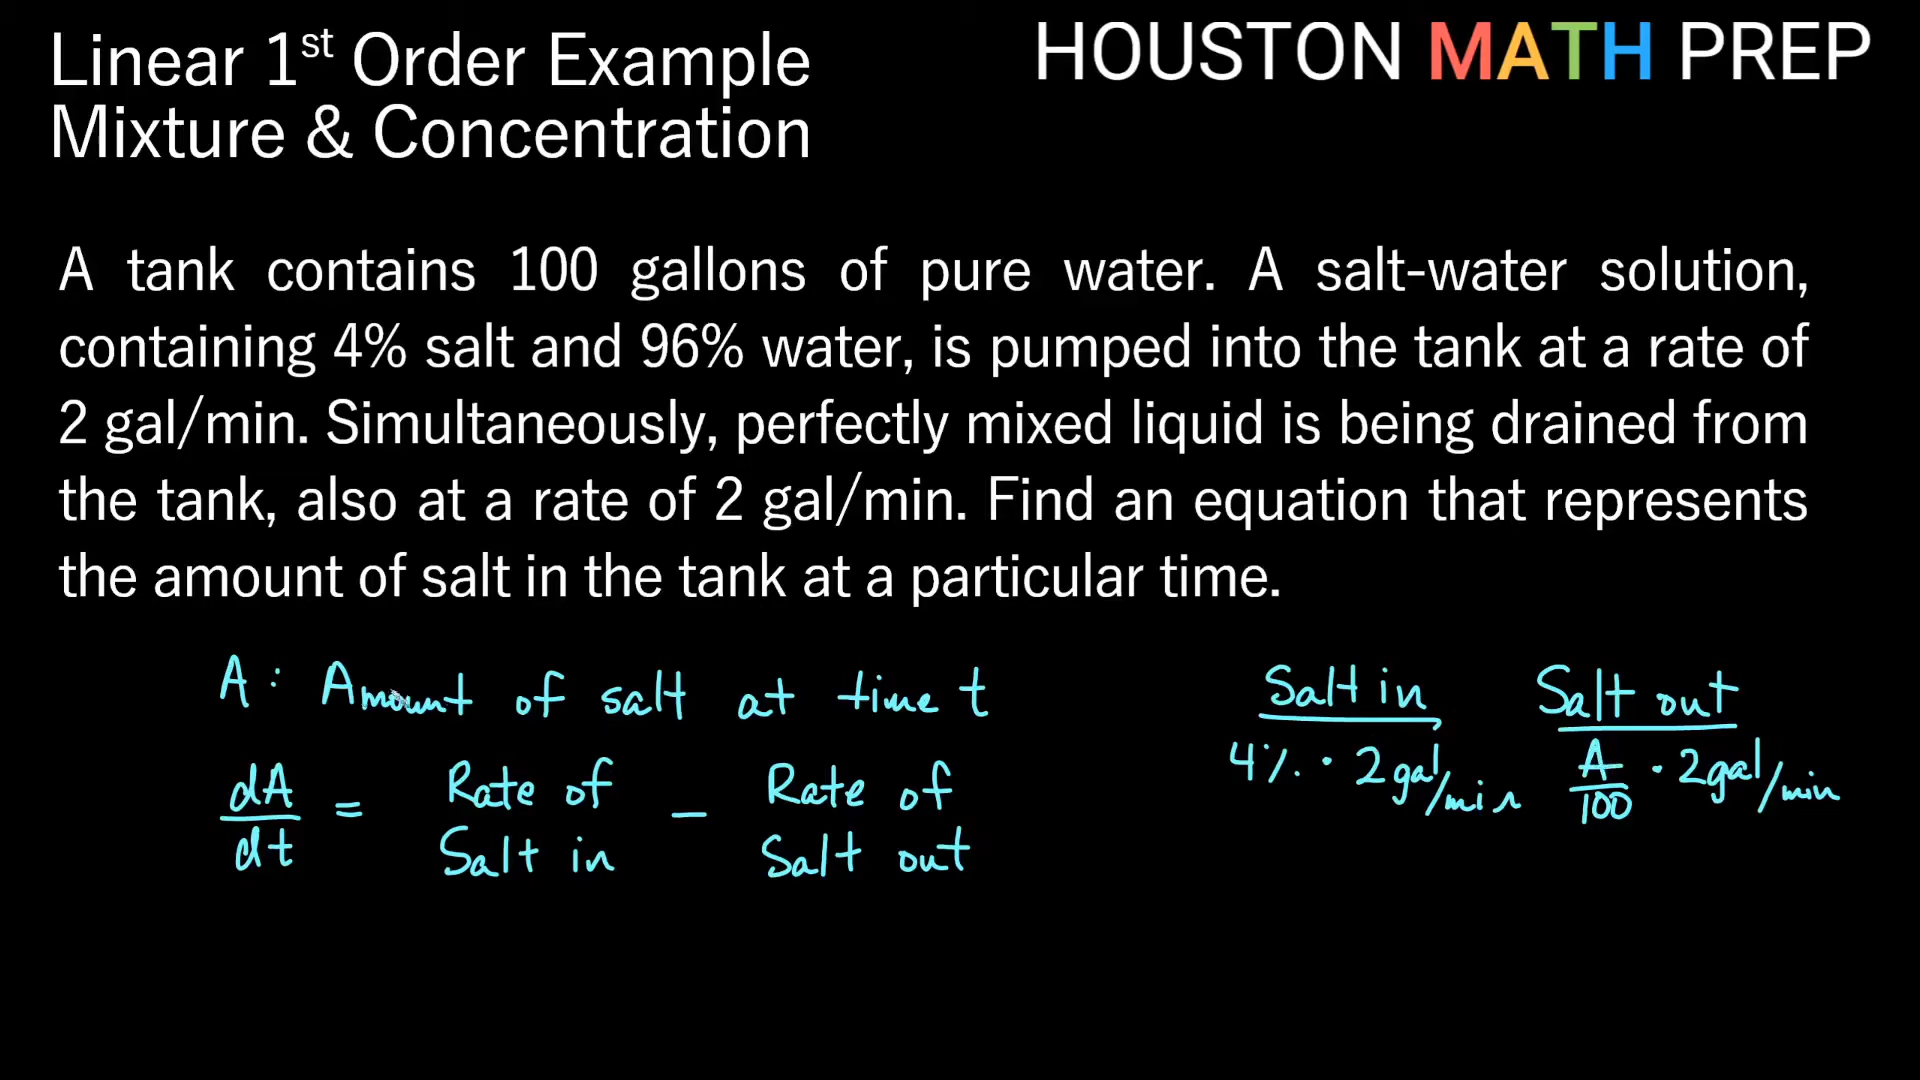 Linear 1st Order Example
Mixture & Concentration
HOUSTON MATH PREP
A tank contains 100 gallons of pure water. A salt-water solution,
containing 4% salt and 96% water, is pumped into the tank at a rate of
2 gal/min. Simultaneously, perfectly mixed liquid is being drained from
the tank, also at a rate of 2 gal/min. Find an equation that represents
the amount of salt in the tank at a particular time.
A: Amount of salt at time t
dA/dt = Rate of Salt in − Rate of Salt out
Salt in
4% · 2 gal/min
Salt out
A/100 · 2 gal/min